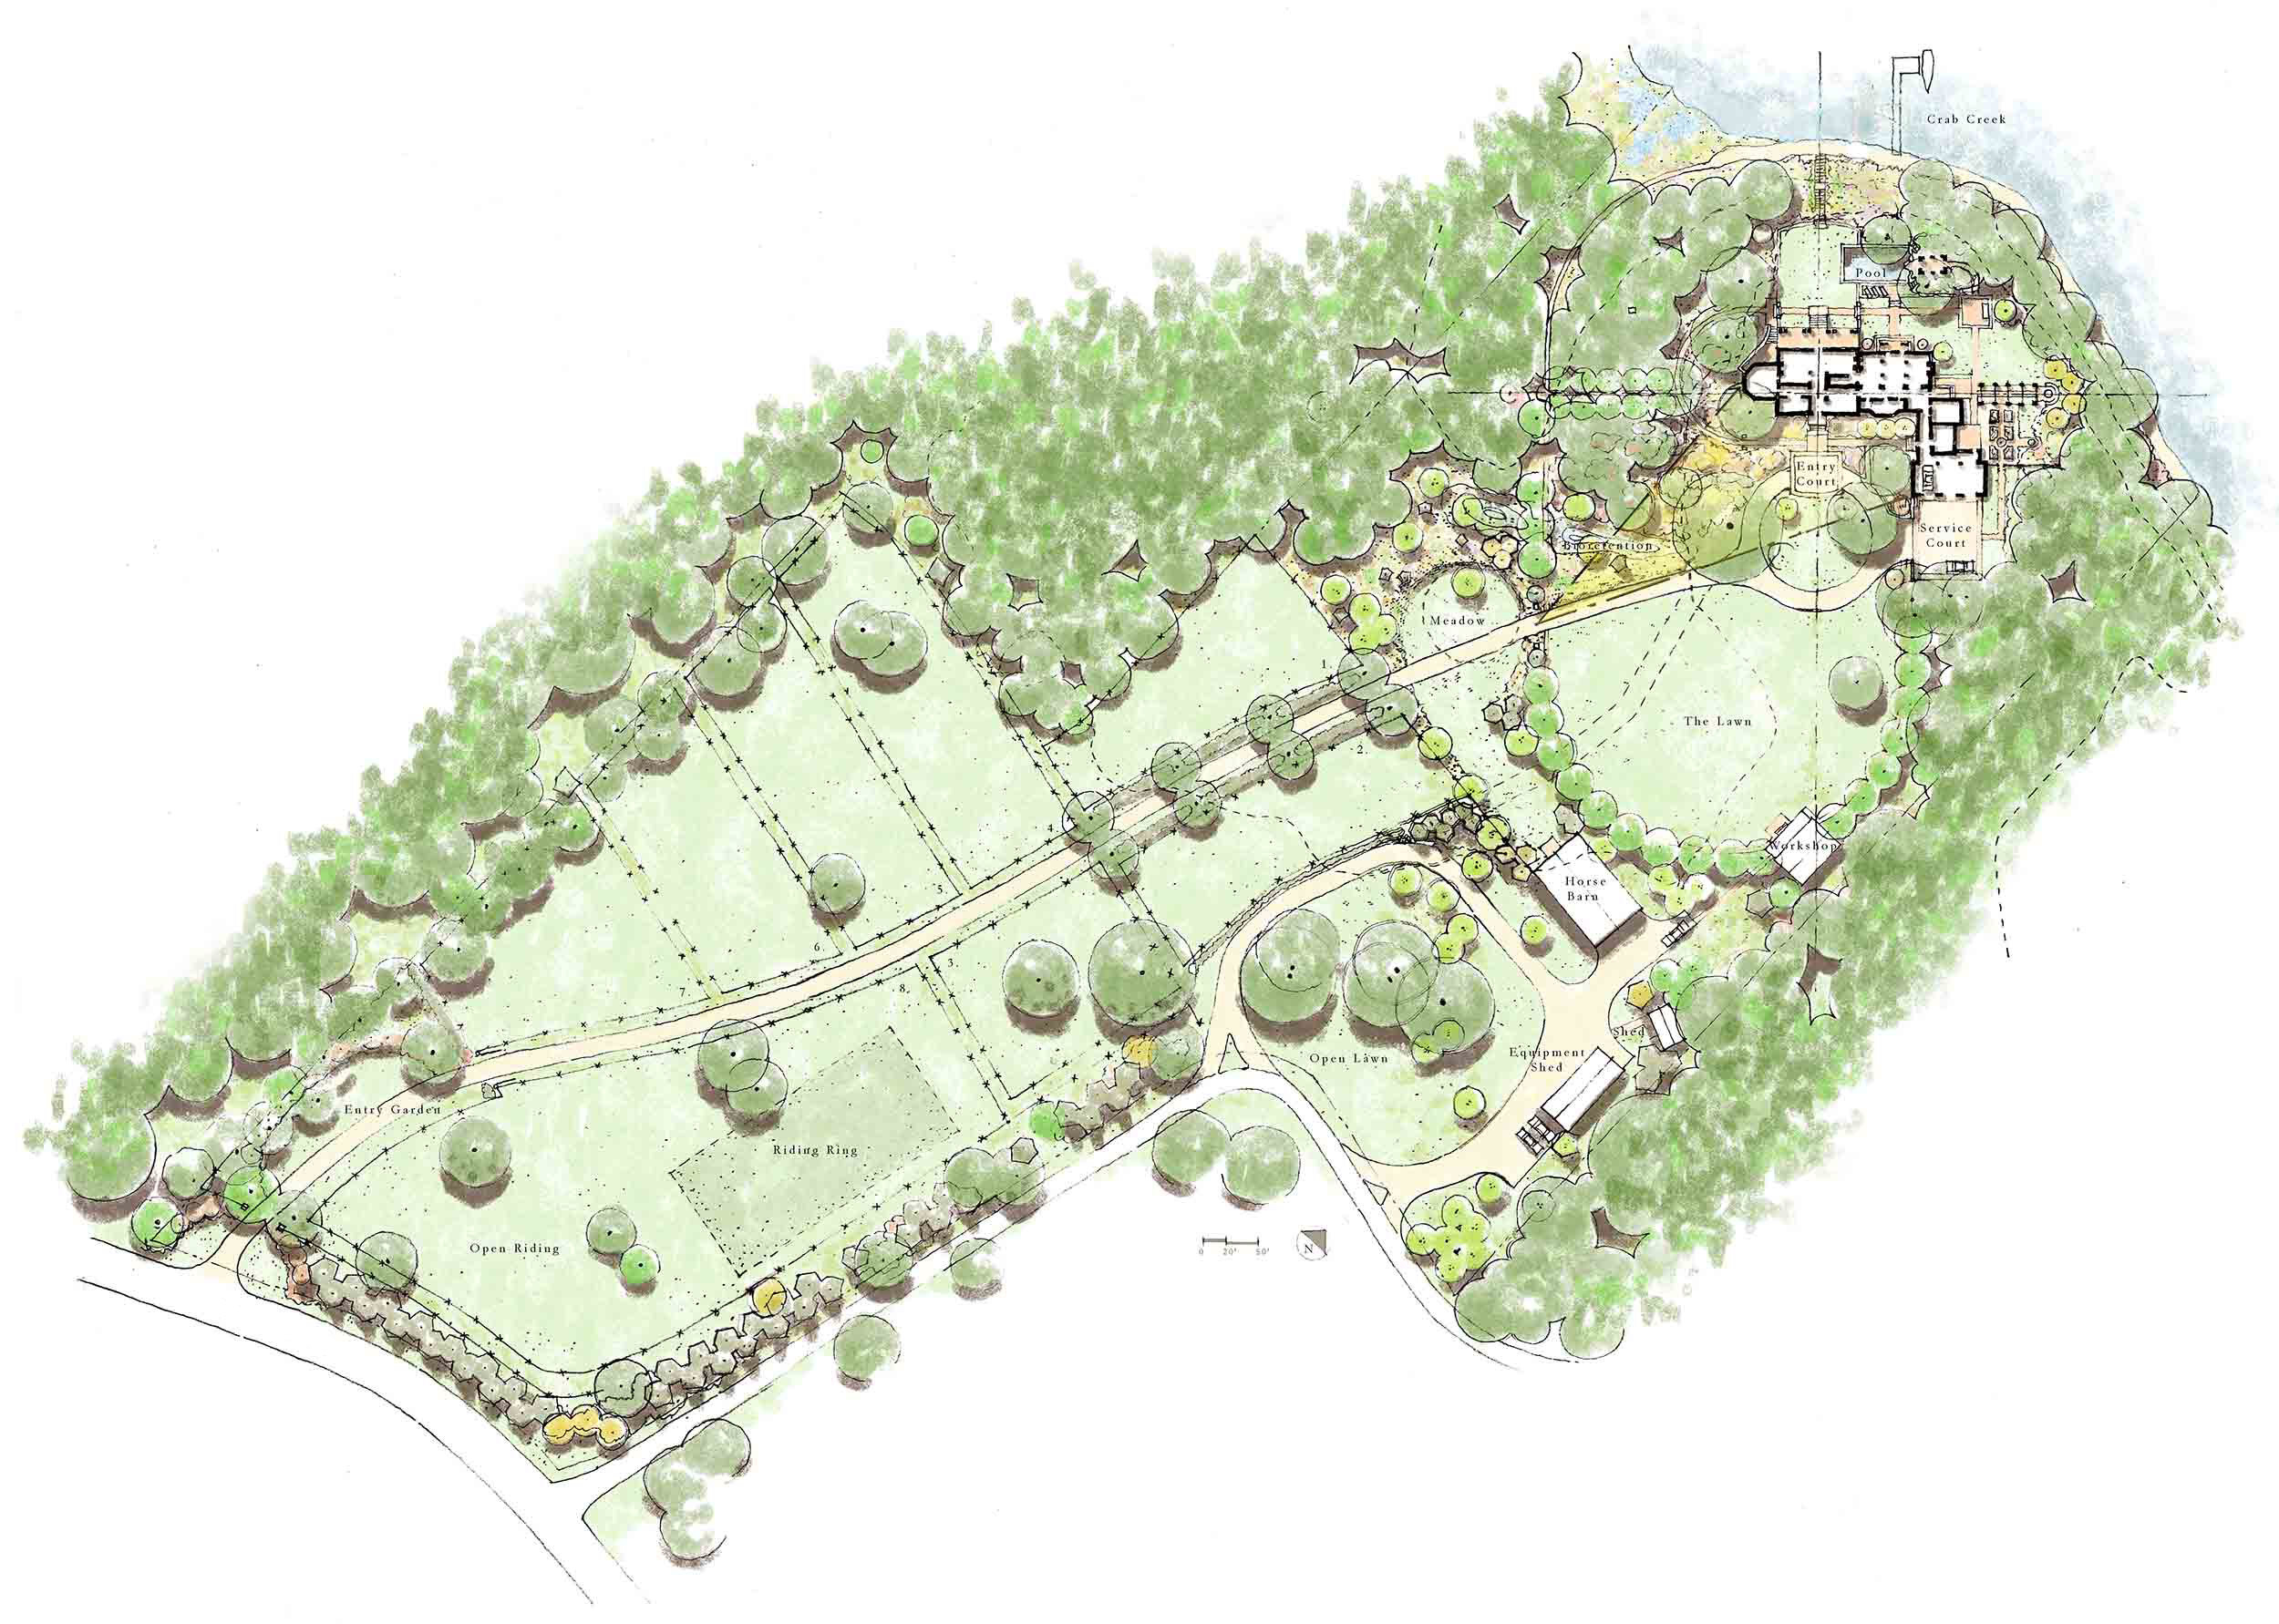 Crab Creek
Pool
Service
Court
Entry
Court
Workshop
The Lawn
Bioretention
Horse
Barn
Shed
Equipment
Shed
Meadow
Open Lawn
N
0 20' 50'
1.
2.
3.
4.
5.
6.
7.
8.
Riding Ring
Open Riding
Entry Garden